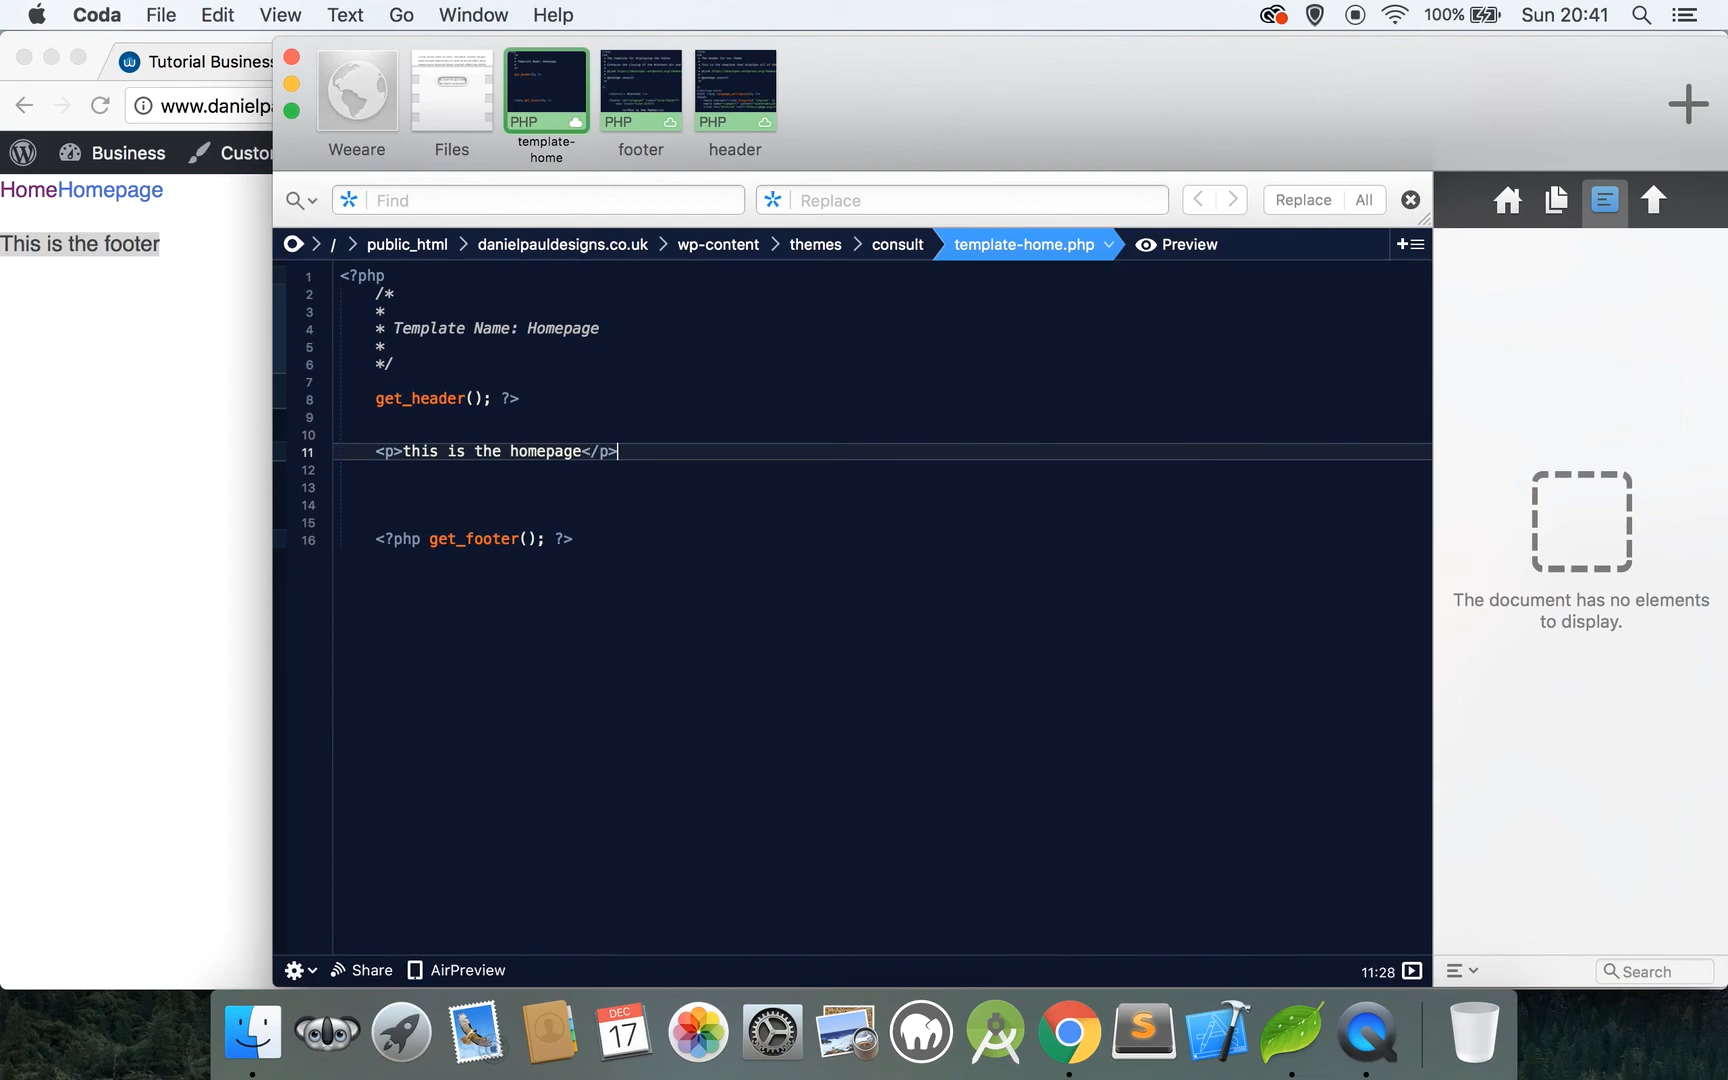 Coda File Edit View Text Go Window Help 100% Sun 20:41
Tutorial Business
www.danielpa
Business Custo
HomeHomepage
This is the footer
PHP PHP PHP
Weeare Files template-home footer header
Find Replace Replace All
/ public_html danielpauldesigns.co.uk wp-content themes consult template-home.php Preview
1 <?php
2 /*
3 *
4 * Template Name: Homepage
5 *
6 */
7
8 get_header(); ?>
9
10
11 <p>this is the homepage</p>
12
13
14
15
16 <?php get_footer(); ?>
The document has no elements
to display.
Share AirPreview 11:28 Search
DEC
17